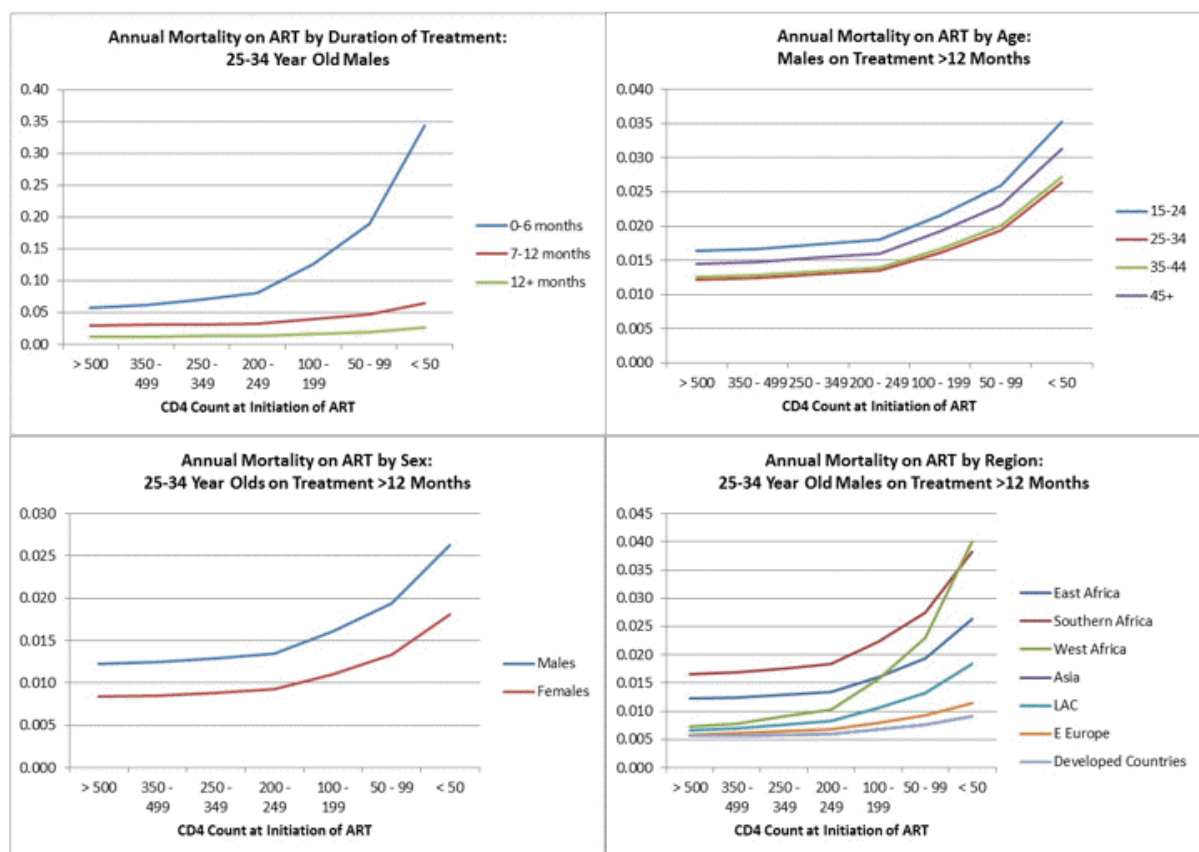 Annual Mortality on ART by Duration of Treatment:
25-34 Year Old Males
0.40
0.35
0.30
0.25
0.20
0.15
0.10
0.05
0.00
> 500
350 -
499
250 -
349
200 -
249
100 -
199
50 - 99
< 50
CD4 Count at Initiation of ART
0-6 months
7-12 months
12+ months
Annual Mortality on ART by Age:
Males on Treatment >12 Months
0.040
0.035
0.030
0.025
0.020
0.015
0.010
0.005
0.000
> 500 350 - 499 250 - 349 200 - 249 100 - 199 50 - 99 < 50
CD4 Count at Initiation of ART
15-24
25-34
35-44
45+
Annual Mortality on ART by Sex:
25-34 Year Olds on Treatment >12 Months
0.030
0.025
0.020
0.015
0.010
0.005
0.000
> 500
350 -
499
250 -
349
200 -
249
100 -
199
50 - 99
< 50
CD4 Count at Initiation of ART
Males
Females
Annual Mortality on ART by Region:
25-34 Year Old Males on Treatment >12 Months
0.045
0.040
0.035
0.030
0.025
0.020
0.015
0.010
0.005
0.000
> 500
350 -
499
250 -
349
200 -
249
100 -
199
50 - 99
< 50
CD4 Count at Initiation of ART
East Africa
Southern Africa
West Africa
Asia
LAC
E Europe
Developed Countries